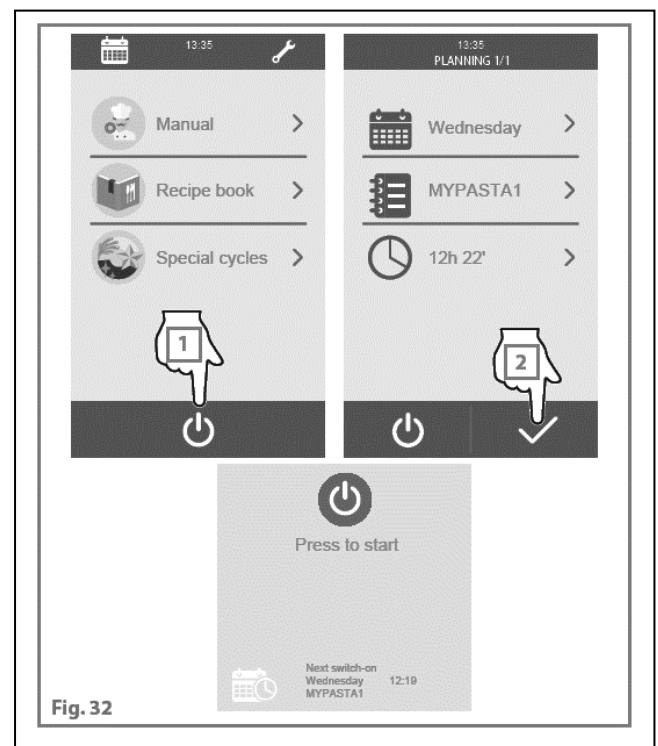 13:35
Manual
Recipe book
Special cycles
1
13:35
PLANNING 1/1
Wednesday
MYPASTA1
12h 22'
2
Press to start
Next switch-on
Wednesday 12:19
MYPASTA1
Fig. 32